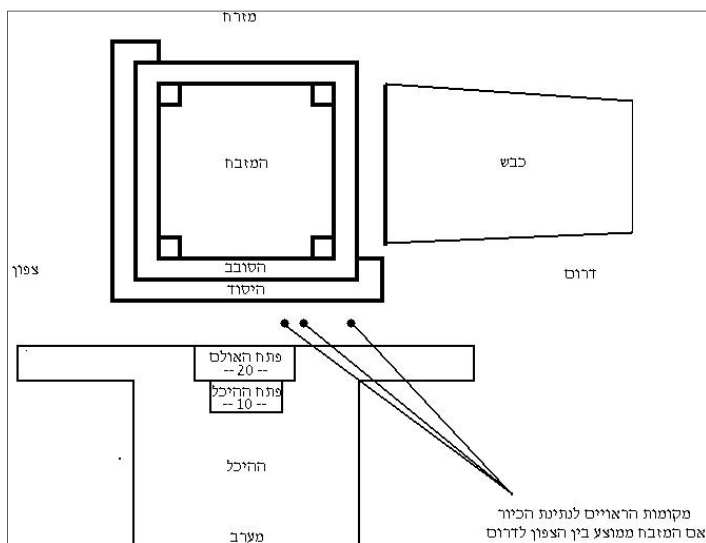 מזרח
המזבח
כבש
הסובב
היסוד
צפון
דרום
פתח האולם
-- 20 --
פתח ההיכל
-- 10 --
ההיכל
מערב
מקומות הראויים לנתינת הכיור
אם המזבח ממוצע בין הצפון לדרום